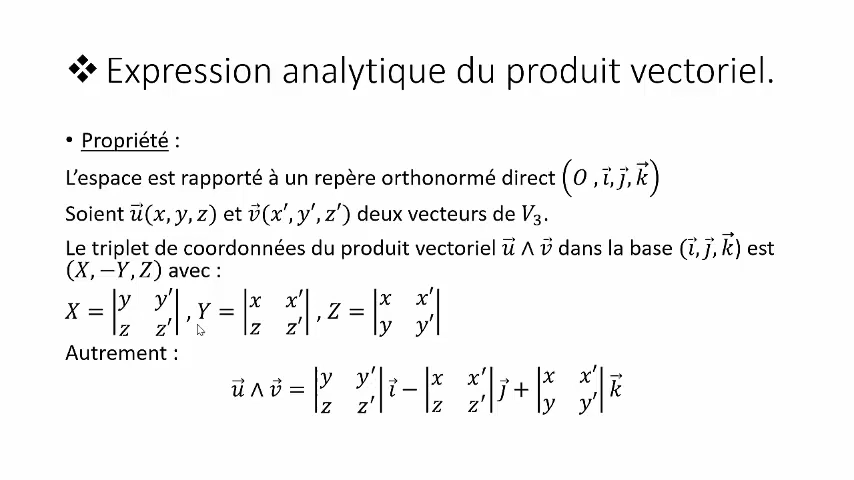 ❖ Expression analytique du produit vectoriel.
• Propriété :
L'espace est rapporté à un repère orthonormé direct (O , i⃗, j⃗, k⃗)
Soient u⃗(x, y, z) et v⃗(x′, y′, z′) deux vecteurs de V₃.
Le triplet de coordonnées du produit vectoriel u⃗ ∧ v⃗ dans la base (i⃗, j⃗, k⃗) est
(X, −Y, Z) avec :
X = |y y′; z z′| , Y = |x x′; z z′| , Z = |x x′; y y′|
Autrement :
u⃗ ∧ v⃗ = |y y′; z z′| i⃗ − |x x′; z z′| j⃗ + |x x′; y y′| k⃗